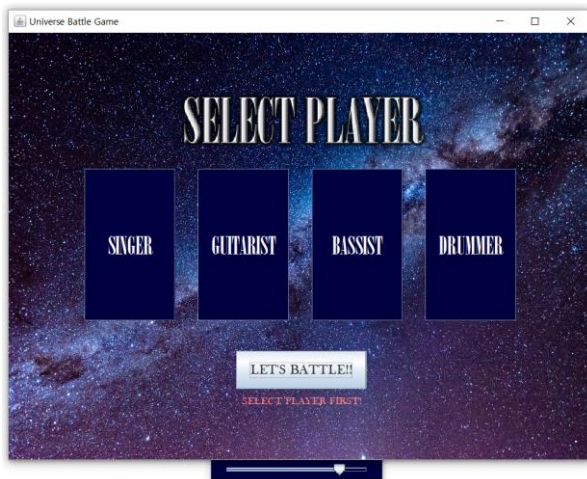 Universe Battle Game
SELECT PLAYER
SINGER
GUITARIST
BASSIST
DRUMMER
LET'S BATTLE!!
SELECT PLAYER FIRST!